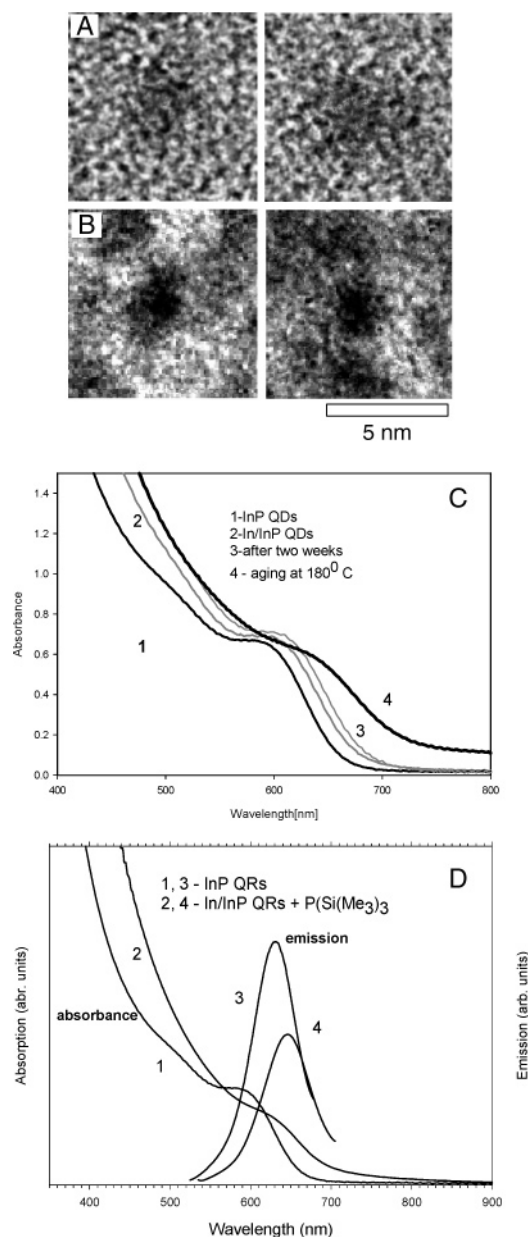 A
B
5 nm
C
1-InP QDs
2-In/InP QDs
3-after two weeks
4 - aging at 180⁰ C
2
1
3
4
Absorbance
1.4
1.2
1.0
0.8
0.6
0.4
0.2
0.0
400 500 600 700 800
Wavelength[nm]
D
1, 3 - InP QRs
2, 4 - In/InP QRs + P(Si(Me₃)₃
emission
2
3
4
absorbance
1
Absorption (abr. units)
Emission (arb. units)
400 500 600 700 800 900
Wavelength (nm)